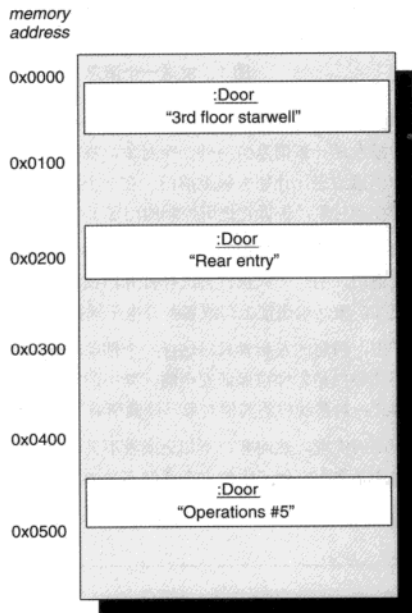 memory
address
0x0000
:Door
“3rd floor starwell”
0x0100
:Door
0x0200
“Rear entry”
0x0300
0x0400
:Door
“Operations #5”
0x0500